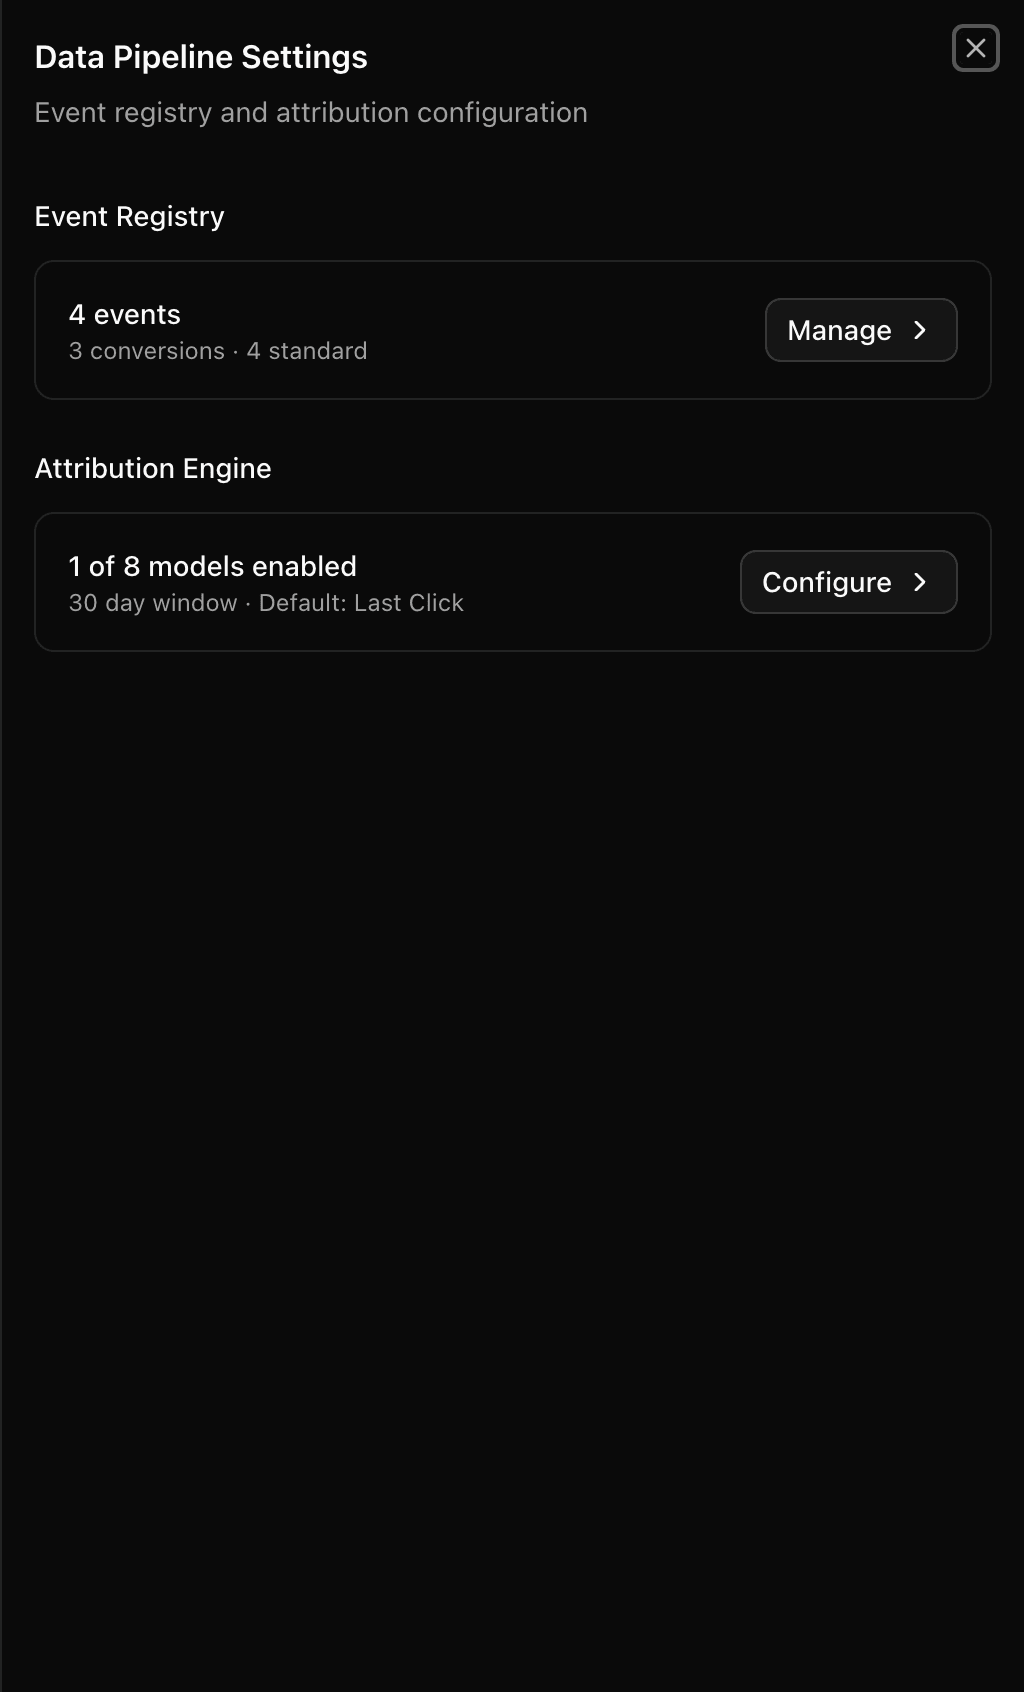 Data Pipeline Settings
Event registry and attribution configuration
Event Registry
4 events
3 conversions · 4 standard
Manage
Attribution Engine
1 of 8 models enabled
30 day window · Default: Last Click
Configure